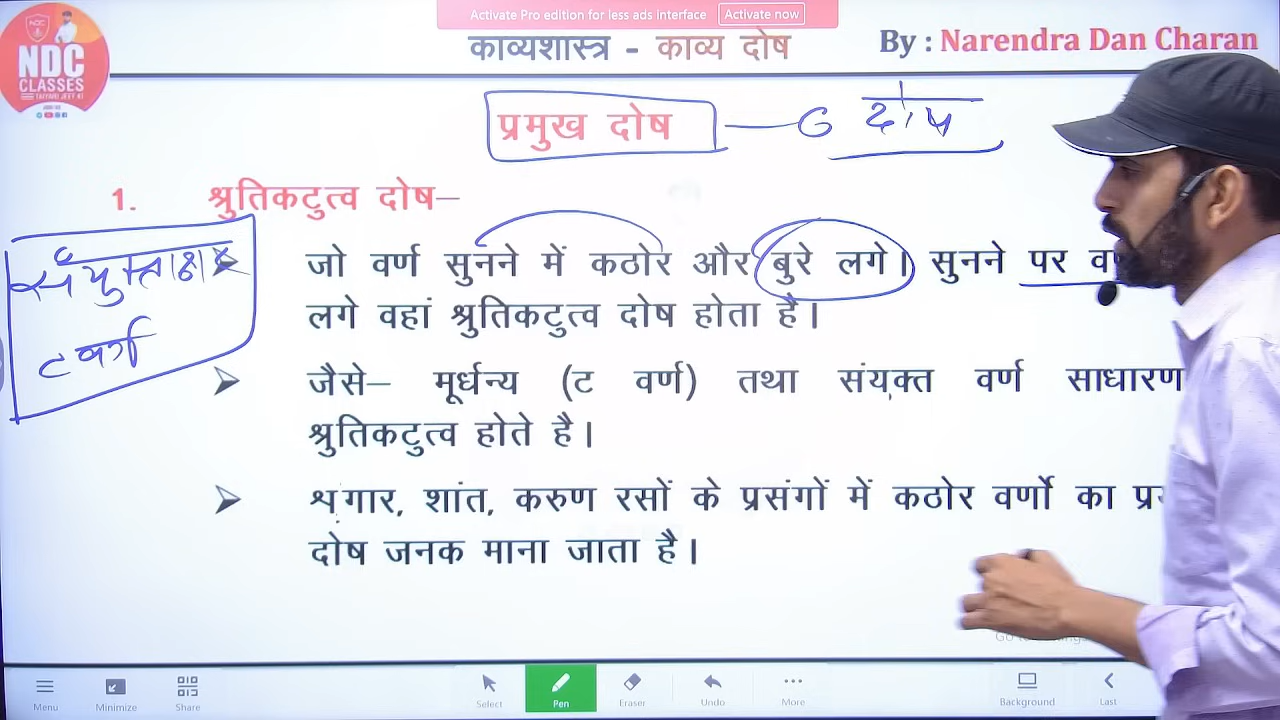 Activate Pro edition for less ads interface Activate now
काव्यशास्त्र - काव्य दोष
By : Narendra Dan Charan
NDC
CLASSES
प्रमुख दोष
6 दोष
1. श्रुतिकटुत्व दोष–
संयुक्ताक्षर
ट वर्ग
जो वर्ण सुनने में कठोर और बुरे लगे। सुनने पर
लगे वहां श्रुतिकटुत्व दोष होता है।
जैसे– मूर्धन्य (ट वर्ण) तथा संयुक्त वर्ण साधारण
श्रुतिकटुत्व होते है।
शृगार, शांत, करुण रसों के प्रसंगों में कठोर वर्णों का
दोष जनक माना जाता है।
Menu Minimize Share Select Pen Eraser Undo More Background Last